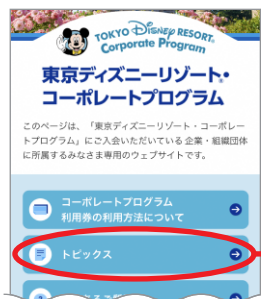 TOKYO Disney RESORT®
Corporate Program
東京ディズニーリゾート®・
コーポレートプログラム
このページは、「東京ディズニーリゾート・コーポレー
トプログラム」にご入会いただいている企業・組織団体
に所属するみなさま専用のウェブサイトです。
コーポレートプログラム
利用券の利用方法について
トピックス